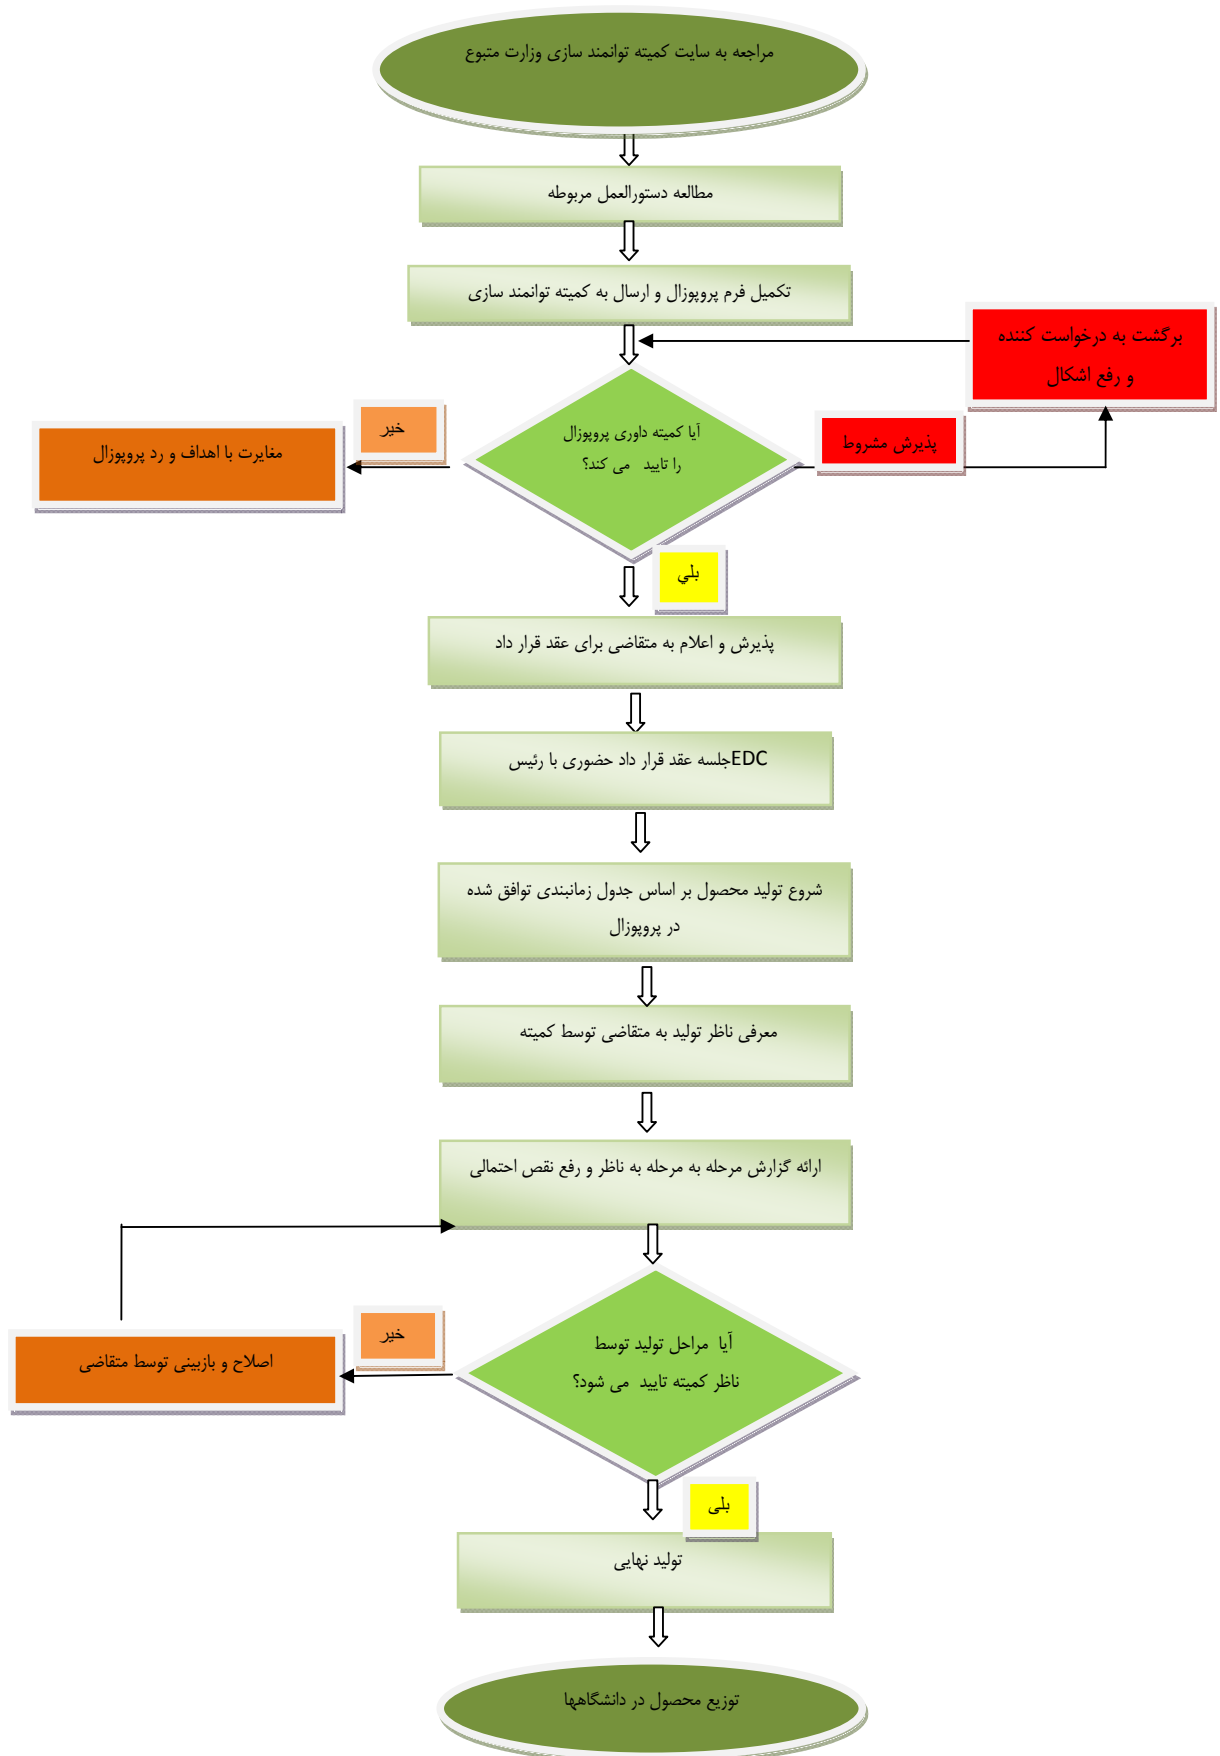 مراجعه به سایت کمیته توانمند سازی وزارت متبوع
مطالعه دستورالعمل مربوطه
تکمیل فرم پروپوزال و ارسال به کمیته توانمند سازی
برگشت به درخواست کننده
و رفع اشکال
آیا کمیته داوری پروپوزال
را تایید می کند؟
پذیرش مشروط
خیر
مغایرت با اهداف و رد پروپوزال
بلي
پذیرش و اعلام به متقاضی برای عقد قرار داد
جلسه عقد قرار داد حضوری با رئیس EDC
شروع تولید محصول بر اساس جدول زمانبندی توافق شده
در پروپوزال
معرفی ناظر تولید به متقاضی توسط کمیته
ارائه گزارش مرحله به مرحله به ناظر و رفع نقص احتمالی
آیا مراحل تولید توسط
ناظر کمیته تایید می شود؟
خیر
اصلاح و بازبینی توسط متقاضی
بلی
تولید نهایی
توزیع محصول در دانشگاهها